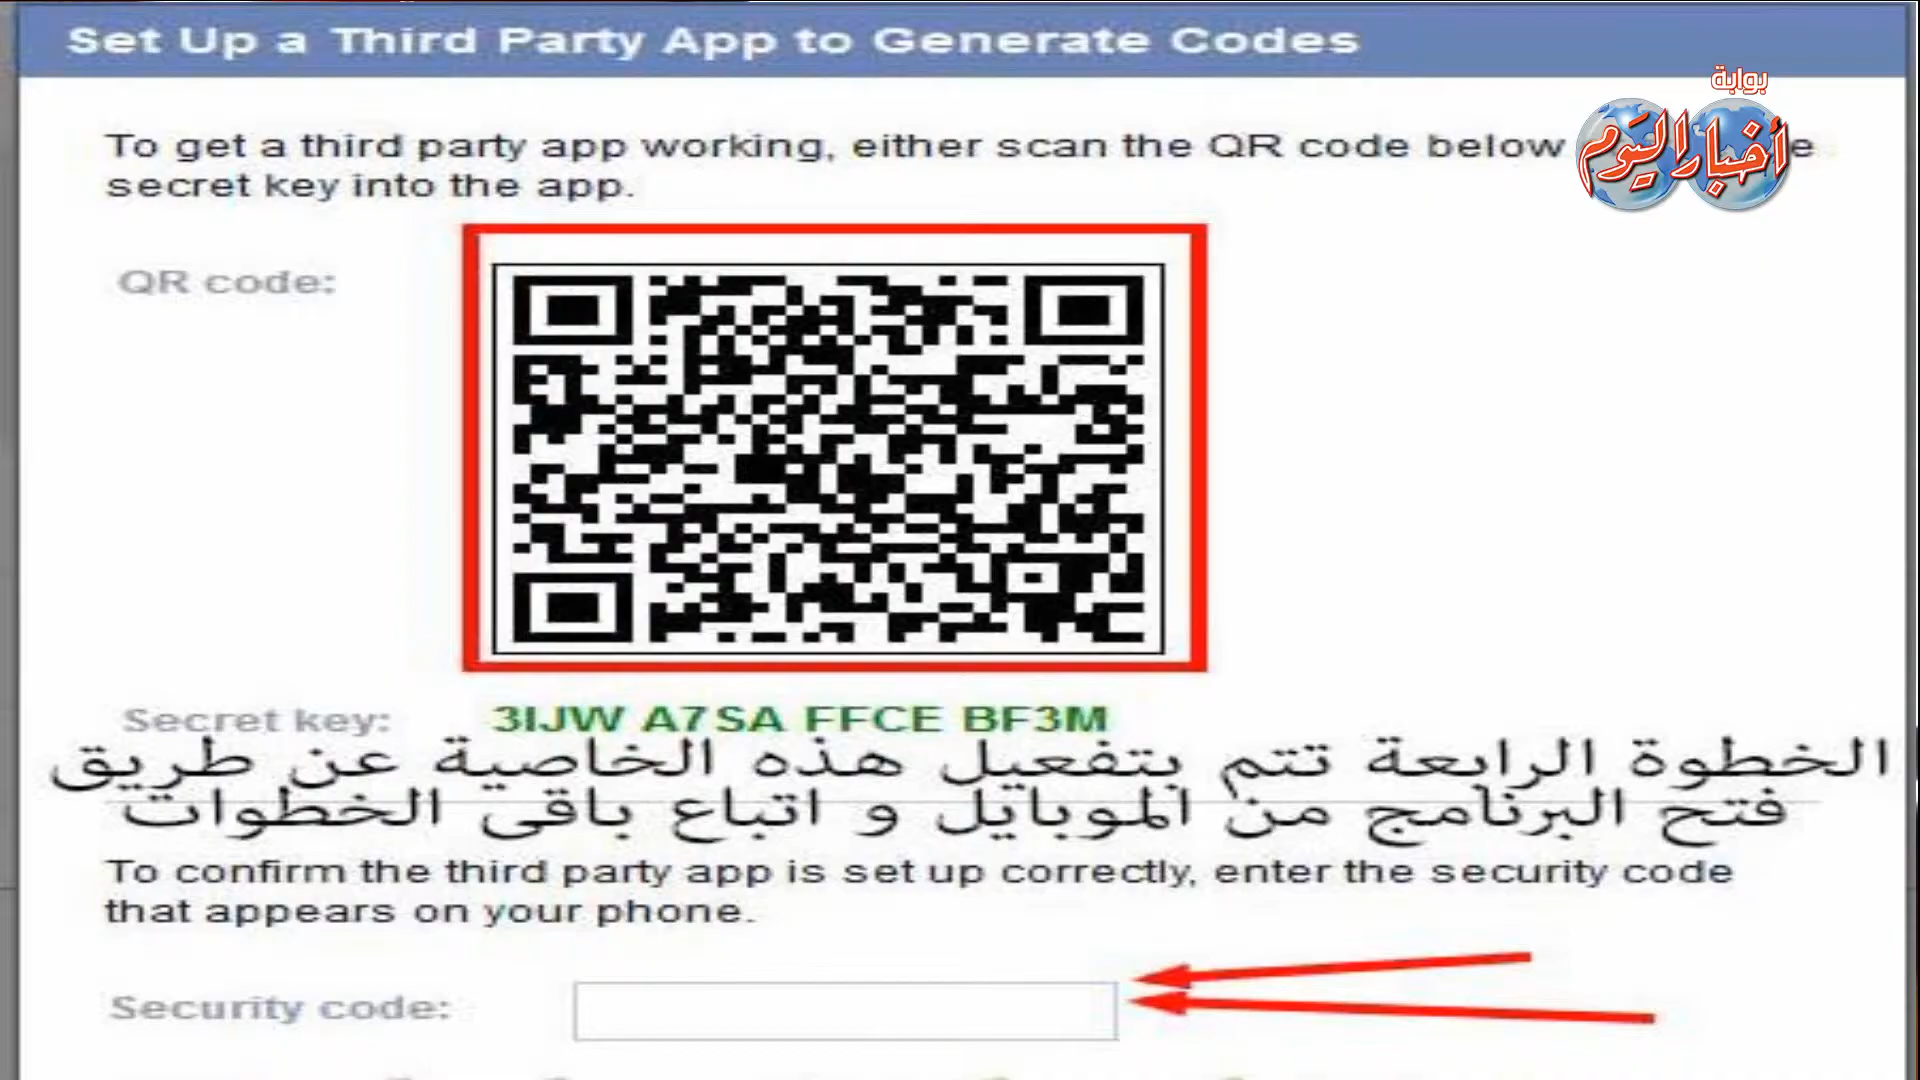 Set Up a Third Party App to Generate Codes
بوابة
أخبار اليوم
To get a third party app working, either scan the QR code below
secret key into the app.
QR code:
Secret key: 3IJW A7SA FFCE BF3M
الخطوة الرابعة تتم بتفعيل هذه الخاصية عن طريق
فتح البرنامج من الموبايل و اتباع باقى الخطوات
To confirm the third party app is set up correctly, enter the security code
that appears on your phone.
Security code: